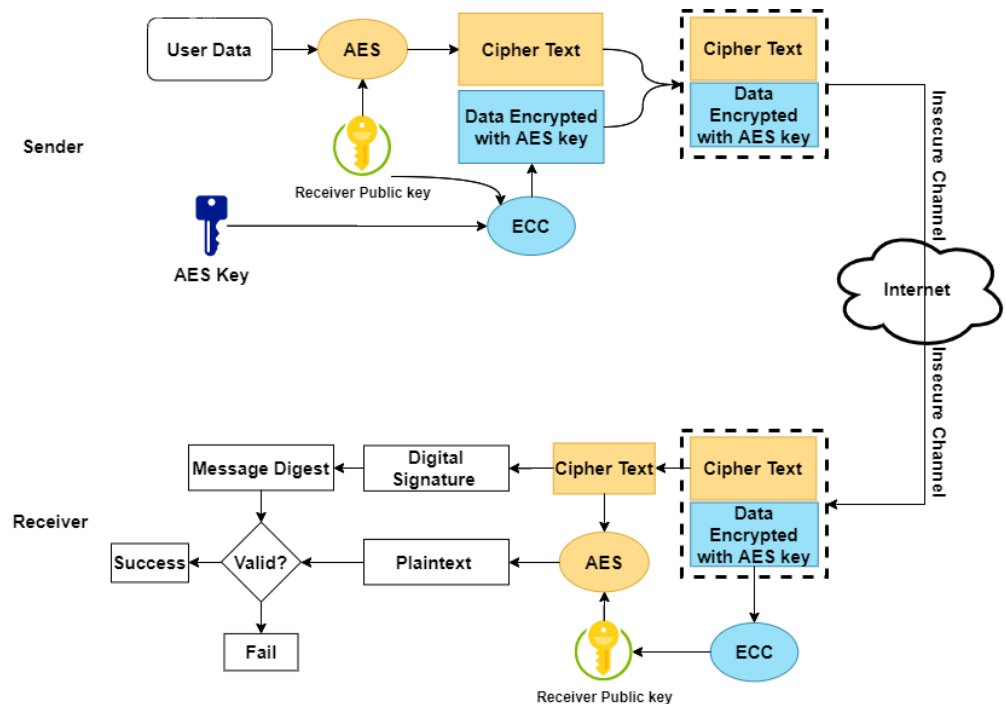 User Data
AES
Cipher Text
Cipher Text
Data Encrypted
with AES key
Data
Encrypted
with AES key
Sender
Receiver Public key
ECC
AES Key
Insecure Channel
Internet
Insecure Channel
Message Digest
Digital
Signature
Cipher Text
Cipher Text
Receiver
Data
Encrypted
with AES key
Success
Valid?
Plaintext
AES
Fail
ECC
Receiver Public key